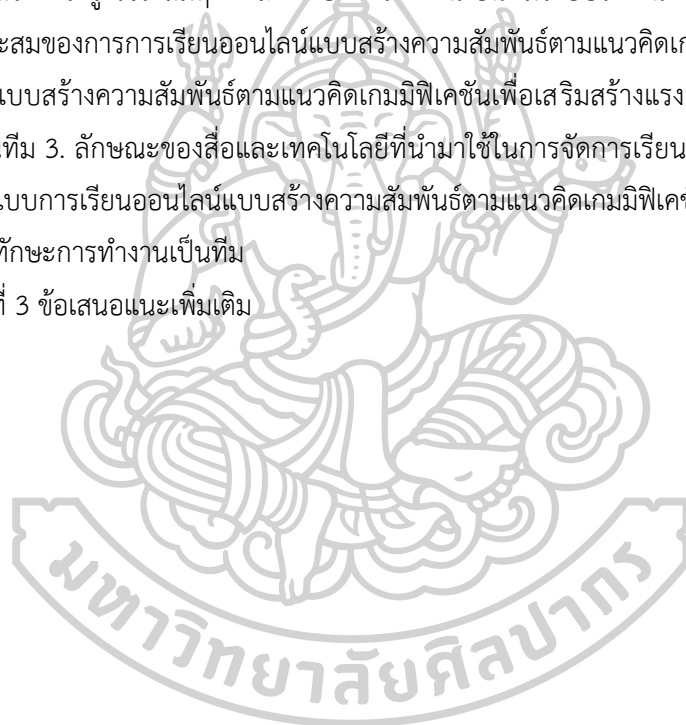 ะสมของการการเรียนออนไลน์แบบสร้างความสัมพันธ์ตามแนวคิดเก
แบบสร้างความสัมพันธ์ตามแนวคิดเกมมิฟิเคชันเพื่อเสริมสร้างแรง
ทีม 3. ลักษณะของสื่อและเทคโนโลยีที่นำมาใช้ในการจัดการเรียน
แบบการเรียนออนไลน์แบบสร้างความสัมพันธ์ตามแนวคิดเกมมิฟิเค
ทักษะการทำงานเป็นทีม
ที่ 3 ข้อเสนอแนะเพิ่มเติม
มหาวิทยาลัยศิลปากร